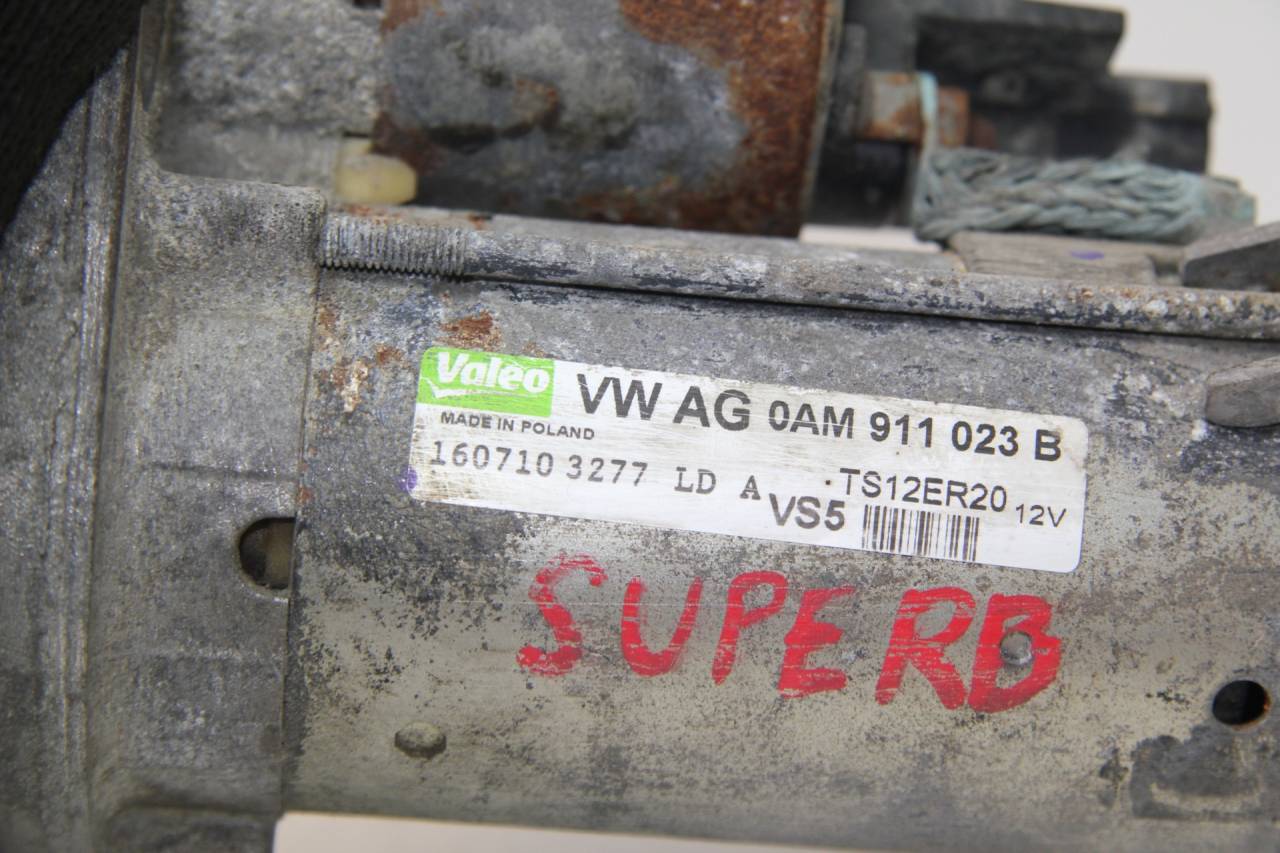 Valeo VW AG 0AM 911 023 B
MADE IN POLAND
160710 3277 LD A TS12ER20 12V
VS5
SUPERB